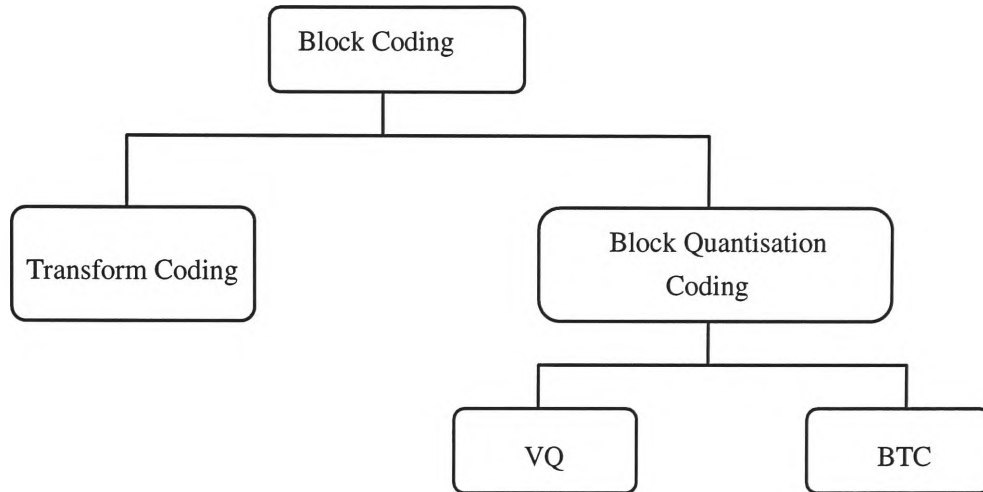 Block Coding
Transform Coding
Block Quantisation
Coding
VQ
BTC